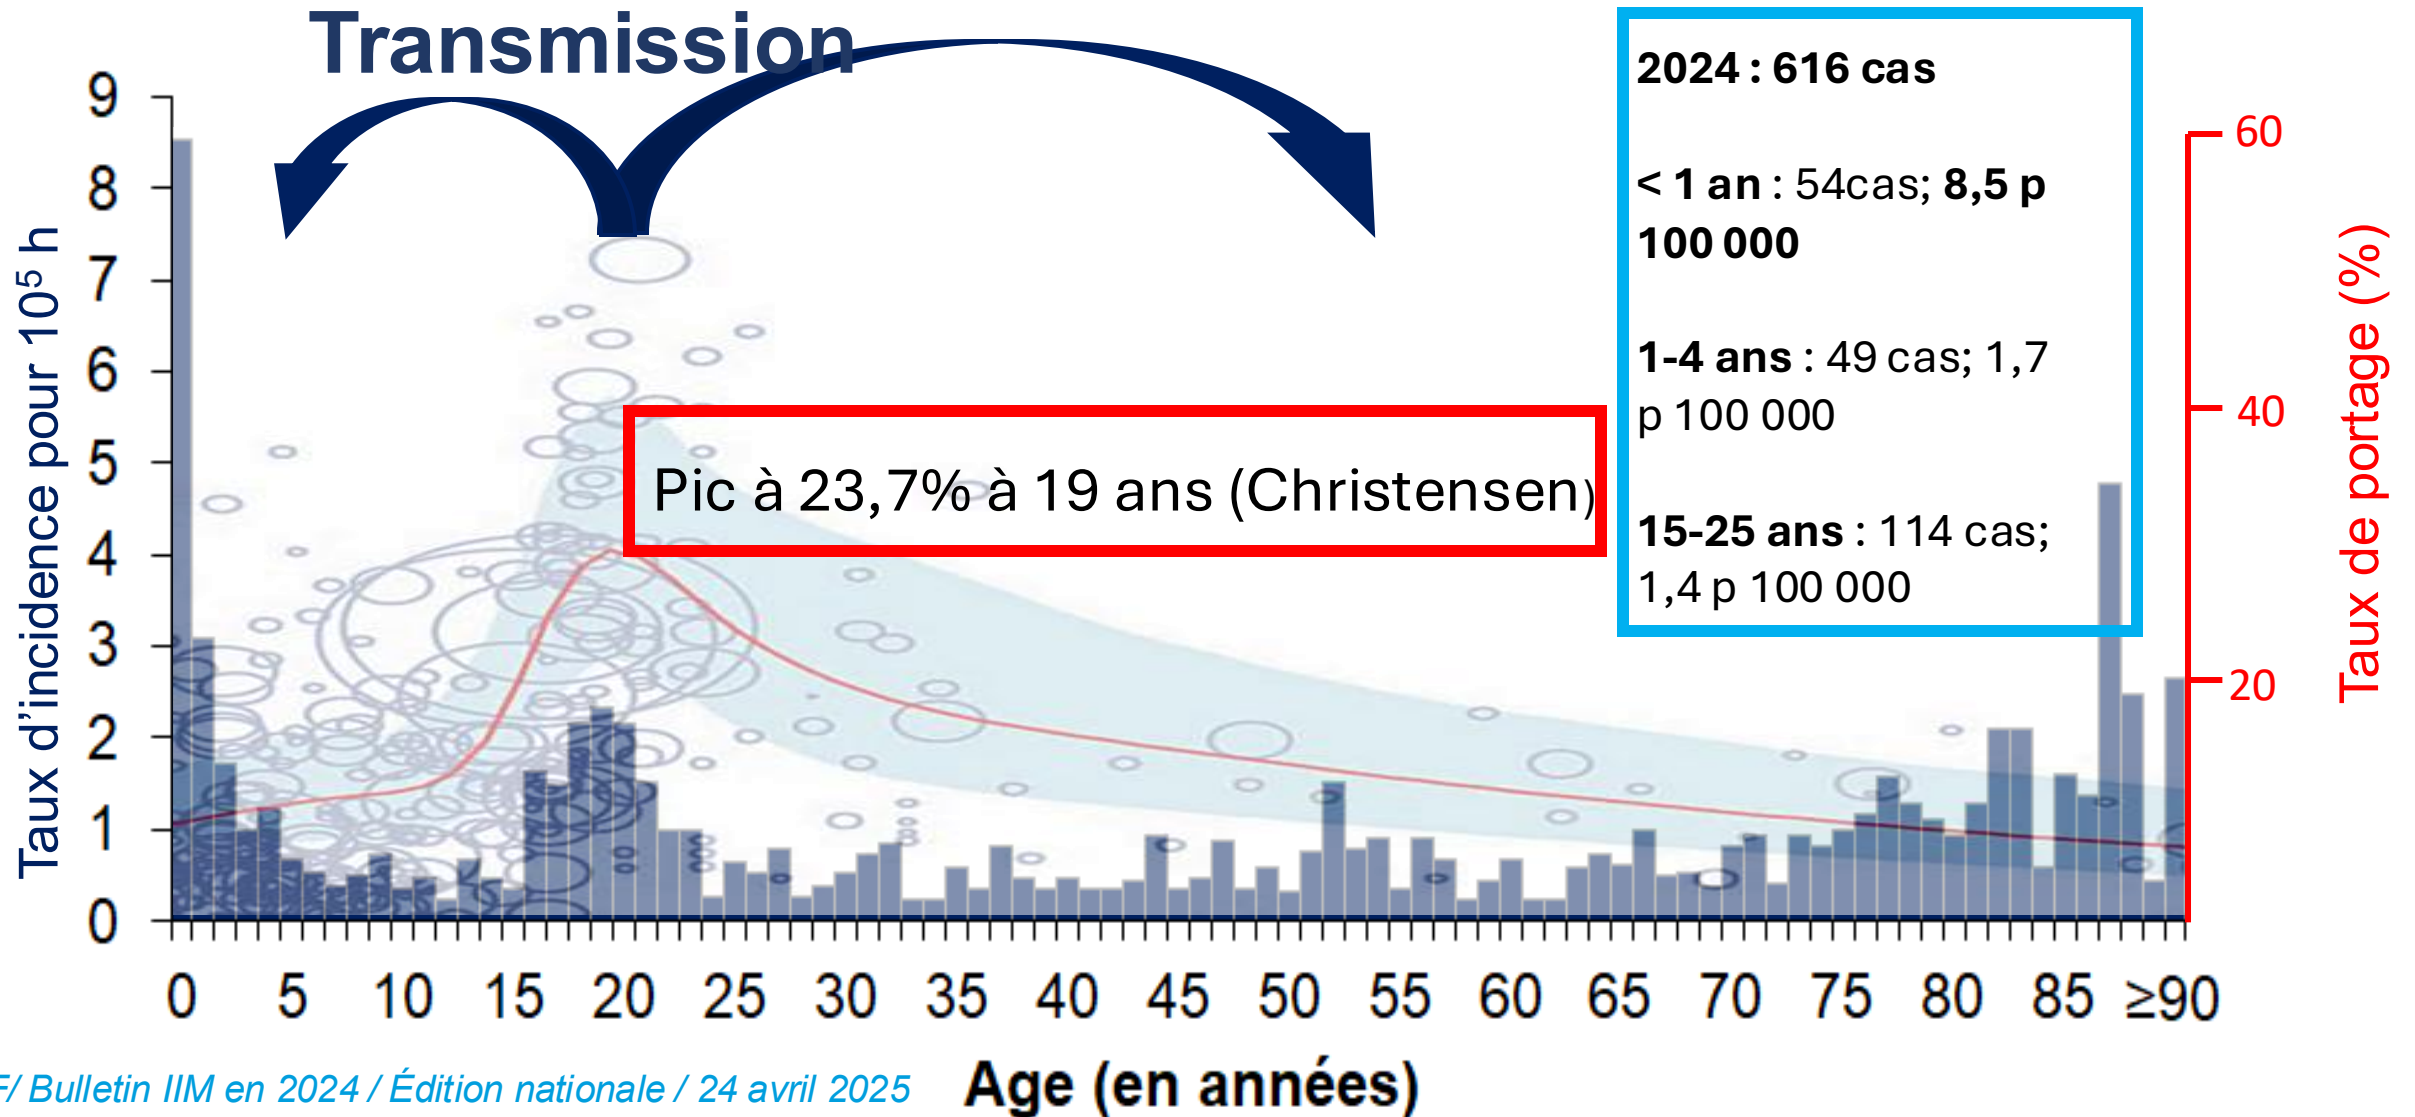 Transmission
2024 : 616 cas
< 1 an : 54cas; 8,5 p
100 000
1-4 ans : 49 cas; 1,7
p 100 000
15-25 ans : 114 cas;
1,4 p 100 000
Pic à 23,7% à 19 ans (Christensen)
Taux d’incidence pour 10⁵ h
9
8
7
6
5
4
3
2
1
0
60
40
20
Taux de portage (%)
0 5 10 15 20 25 30 35 40 45 50 55 60 65 70 75 80 85 ≥90
Age (en années)
F/ Bulletin IIM en 2024 / Édition nationale / 24 avril 2025